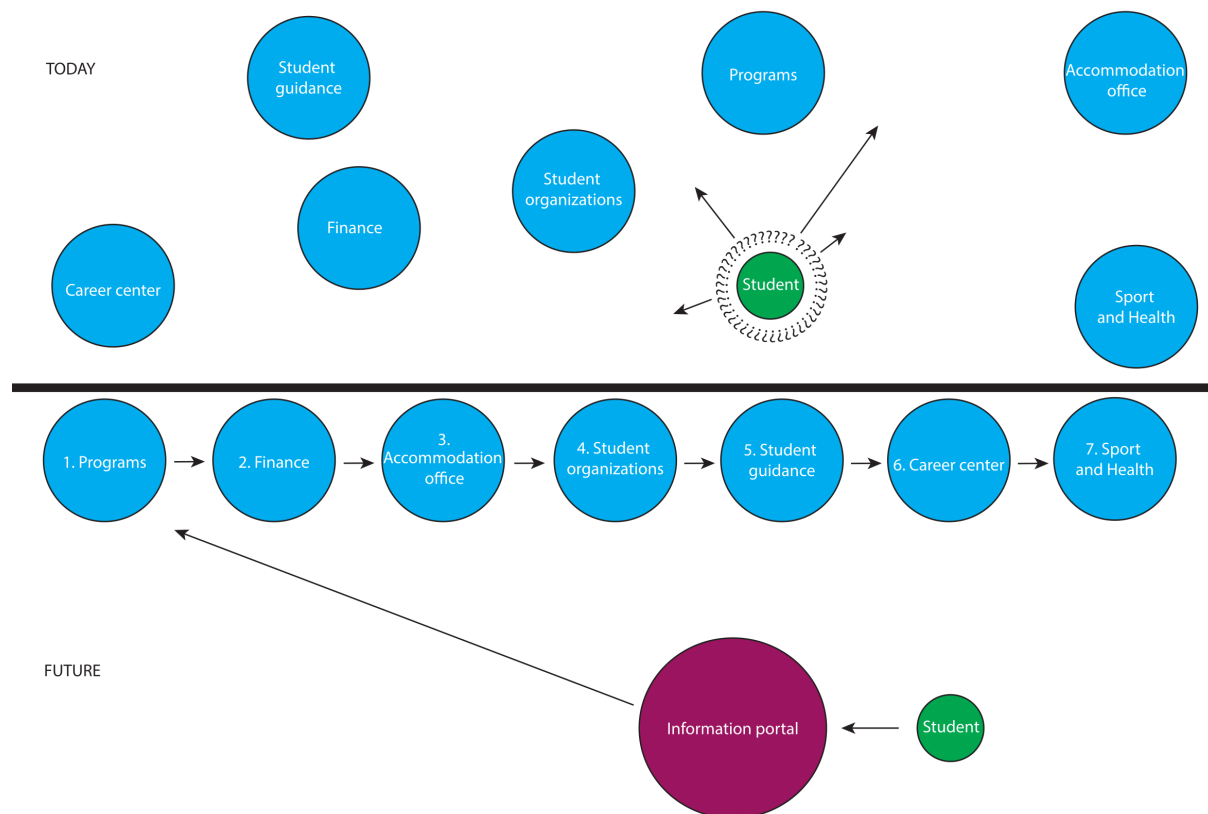 TODAY
Student
guidance
Programs
Accommodation
office
Student
organizations
Finance
Career center
Student
Sport
and Health
1. Programs
2. Finance
3.
Accommodation
office
4. Student
organizations
5. Student
guidance
6. Career center
7. Sport
and Health
FUTURE
Information portal
Student